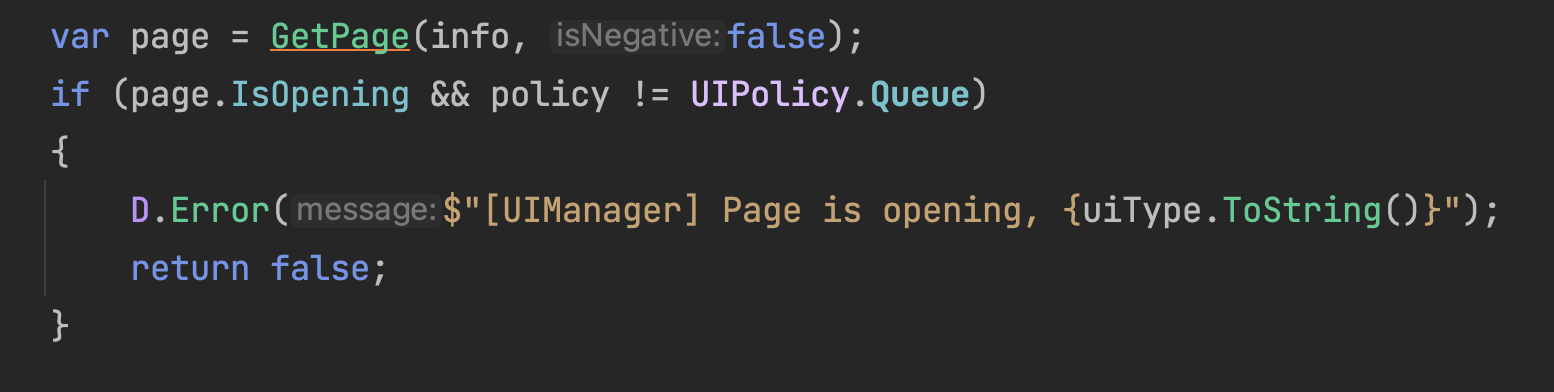 var page = GetPage(info, isNegative: false);
if (page.IsOpening && policy != UIPolicy.Queue)
{
D.Error(message: $"[UIManager] Page is opening, {uiType.ToString()}");
return false;
}